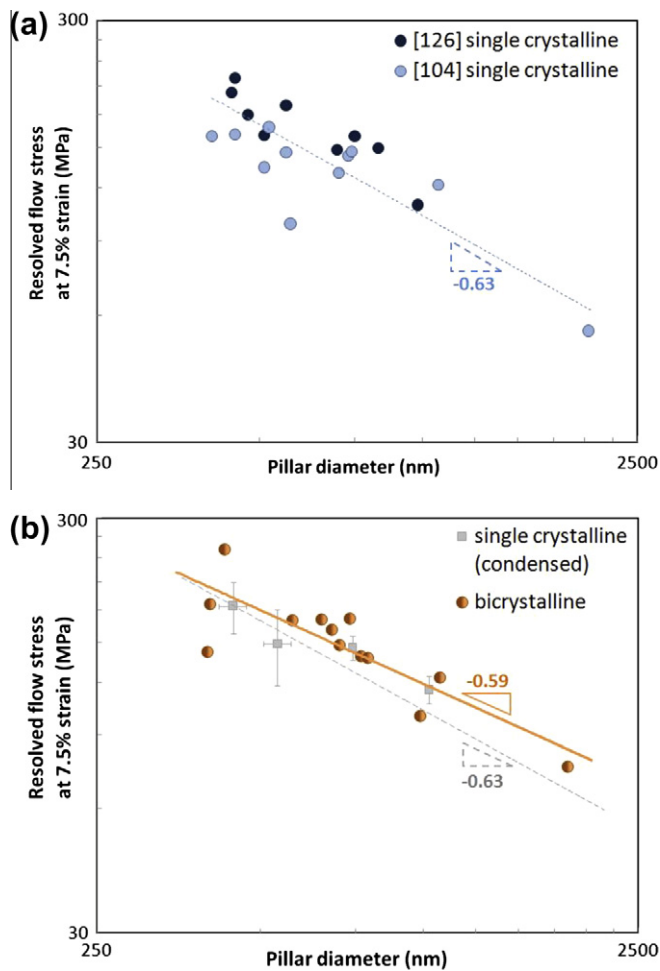 (a)
300
[126] single crystalline
[104] single crystalline
Resolved flow stress
at 7.5% strain (MPa)
-0.63
30
250
Pillar diameter (nm)
2500
(b)
300
single crystalline
(condensed)
bicrystalline
Resolved flow stress
at 7.5% strain (MPa)
-0.59
-0.63
30
250
Pillar diameter (nm)
2500